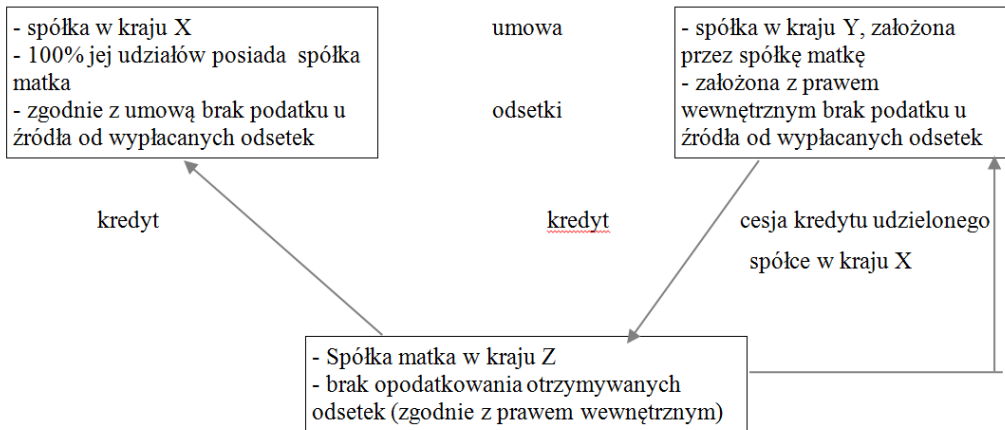 - spółka w kraju X
- 100% jej udziałów posiada spółka
matka
- zgodnie z umową brak podatku u
źródła od wypłacanych odsetek
umowa
odsetki
- spółka w kraju Y, założona
przez spółkę matkę
- założona z prawem
wewnętrznym brak podatku u
źródła od wypłacanych odsetek
kredyt
kredyt
cesja kredytu udzielonego
spółce w kraju X
- Spółka matka w kraju Z
- brak opodatkowania otrzymywanych
odsetek (zgodnie z prawem wewnętrznym)